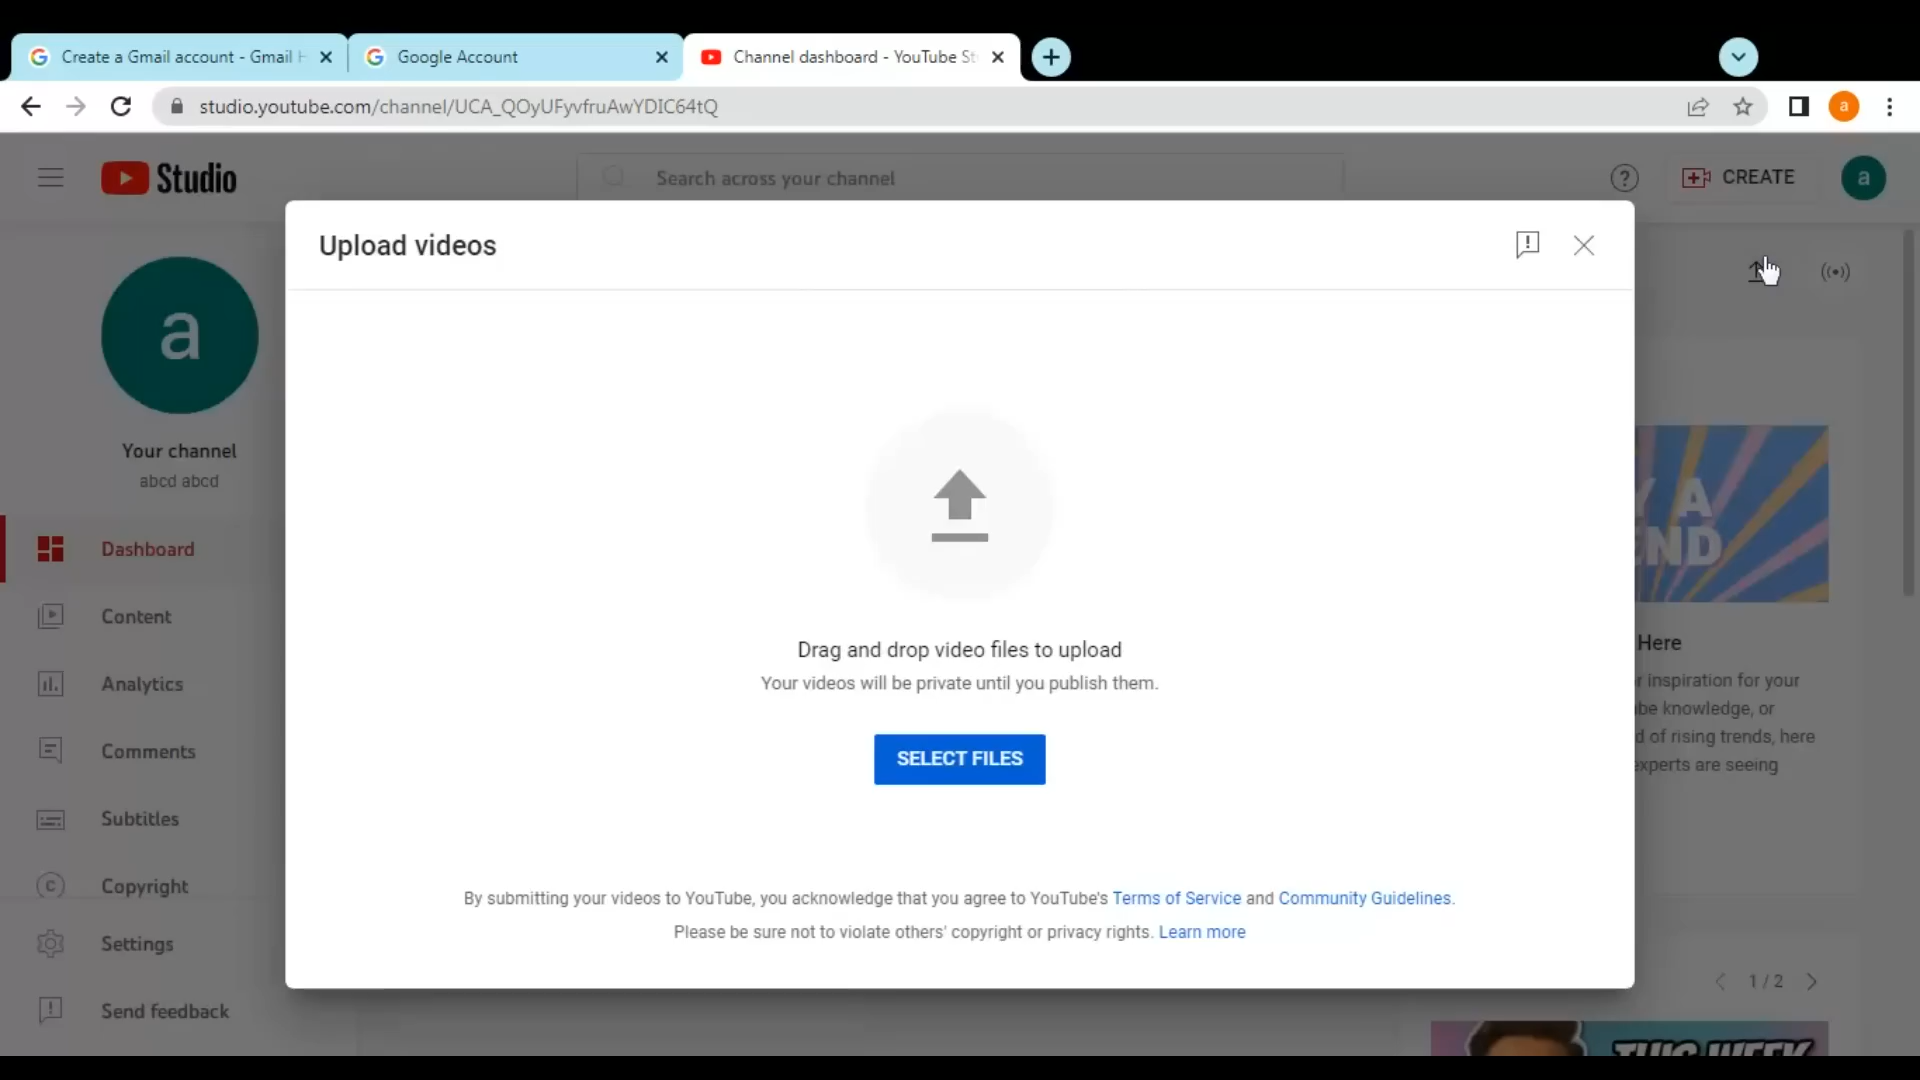 Create a Gmail account - Gmail
Google Account
Channel dashboard - YouTube St
studio.youtube.com/channel/UCA_QOyUFyvfruAwYDIC64tQ
a
Studio
Search across your channel
?
CREATE
a
Upload videos
a
Your channel
abcd abcd
Dashboard
Content
Analytics
Comments
Subtitles
Copyright
Settings
Send feedback
Drag and drop video files to upload
Your videos will be private until you publish them.
SELECT FILES
By submitting your videos to YouTube, you acknowledge that you agree to YouTube's Terms of Service and Community Guidelines.
Please be sure not to violate others' copyright or privacy rights. Learn more
Y A
END
Here
r inspiration for your
be knowledge, or
d of rising trends, here
experts are seeing
1 / 2
THIS WEEK